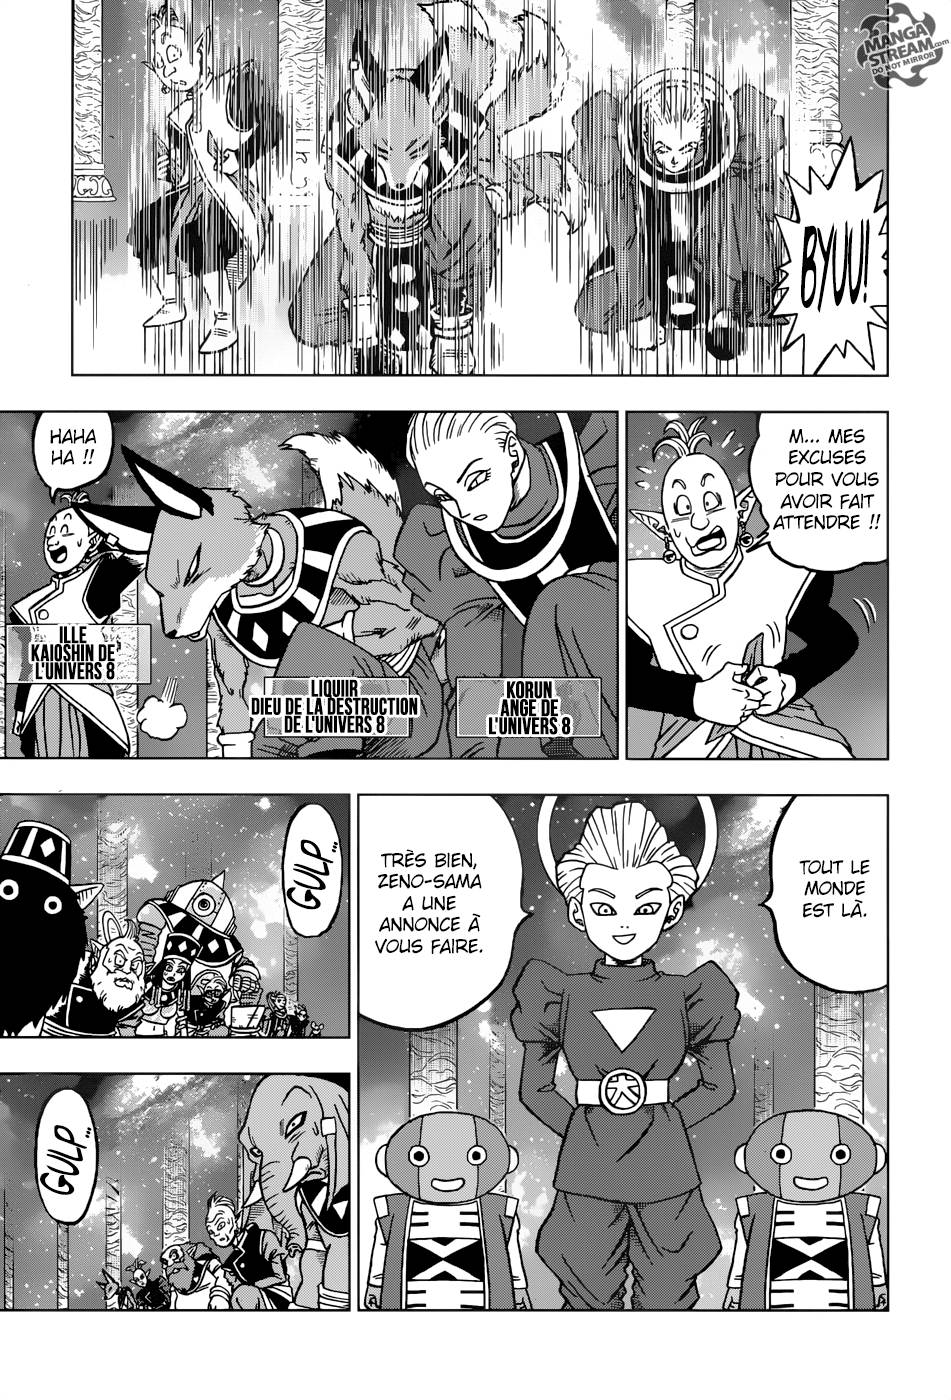 MANGA
STREAM.com
DO NOT MIRROR
BYUU!
M... MES
EXCUSES
POUR VOUS
AVOIR FAIT
ATTENDRE !!
HAHA
HA !!
KORUN
ANGE DE
L'UNIVERS 8
LIQUIIR
DIEU DE LA DESTRUCTION
DE L'UNIVERS 8
ILLE
KAIOSHIN DE
L'UNIVERS 8
TOUT LE
MONDE
EST LÀ.
TRÈS BIEN,
ZENO-SAMA
A UNE
ANNONCE À
VOUS FAIRE.
大
GULP...
GULP...